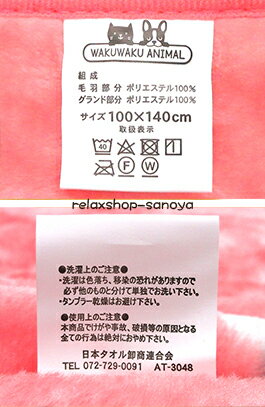 WAKUWAKU ANIMAL
組成
毛羽部分 ポリエステル100%
グランド部分 ポリエステル100%
サイズ 100×140cm
取扱表示
40
F W
relaxshop-sanoya
●洗濯上のご注意●
・洗濯は色落ち、移染の恐れがありますので
必ず他のものと分けて単独でお洗い下さい。
・タンブラー乾燥はお避け下さい。
●使用上のご注意●
本商品でけがや事故、破損等の原因となる
全ての行為は絶対におやめ下さい。
日本タオル卸商連合会
TEL 072-729-0091 AT-3048